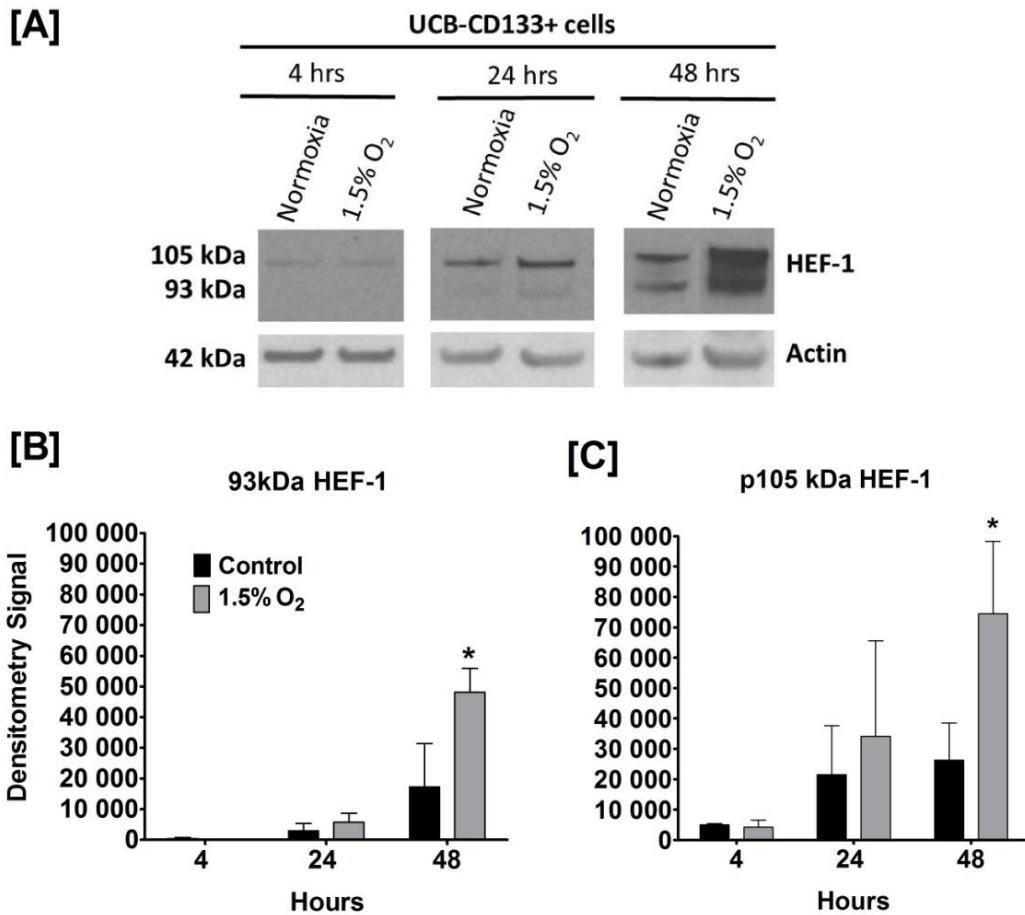 [A]
UCB-CD133+ cells
4 hrs 24 hrs 48 hrs
Normoxia 1.5% O₂ Normoxia 1.5% O₂ Normoxia 1.5% O₂
105 kDa HEF-1
93 kDa
42 kDa Actin
[B]
93kDa HEF-1
Densitometry Signal
100 000
90 000
80 000
70 000
60 000
50 000
40 000
30 000
20 000
10 000
0
Control
1.5% O₂
*
4 24 48
Hours
[C]
p105 kDa HEF-1
100 000
90 000
80 000
70 000
60 000
50 000
40 000
30 000
20 000
10 000
0
*
4 24 48
Hours